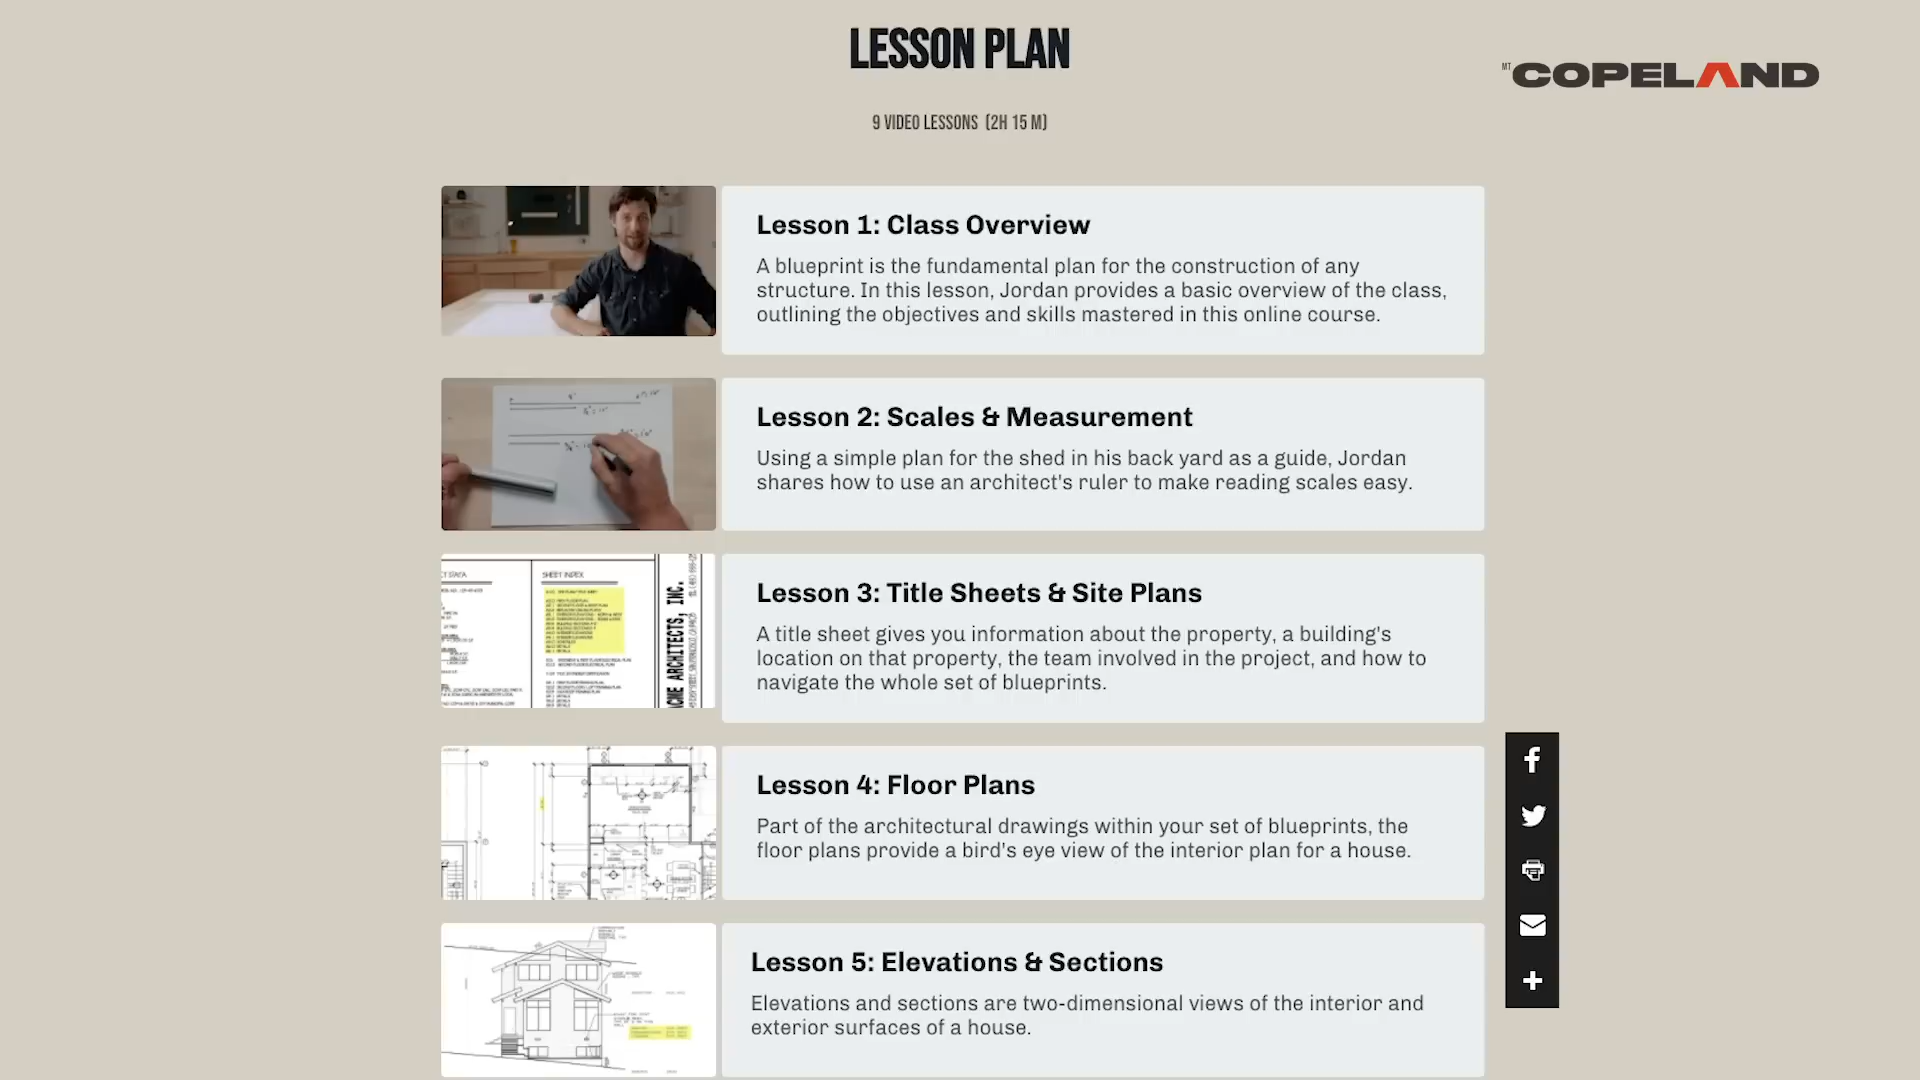 LESSON PLAN
MT COPELAND
9 VIDEO LESSONS (2H 15 M)
Lesson 1: Class Overview
A blueprint is the fundamental plan for the construction of any
structure. In this lesson, Jordan provides a basic overview of the class,
outlining the objectives and skills mastered in this online course.
Lesson 2: Scales & Measurement
Using a simple plan for the shed in his back yard as a guide, Jordan
shares how to use an architect's ruler to make reading scales easy.
SHEET INDEX
ACME ARCHITECTS, INC.
Lesson 3: Title Sheets & Site Plans
A title sheet gives you information about the property, a building's
location on that property, the team involved in the project, and how to
navigate the whole set of blueprints.
Lesson 4: Floor Plans
Part of the architectural drawings within your set of blueprints, the
floor plans provide a bird's eye view of the interior plan for a house.
Lesson 5: Elevations & Sections
Elevations and sections are two-dimensional views of the interior and
exterior surfaces of a house.